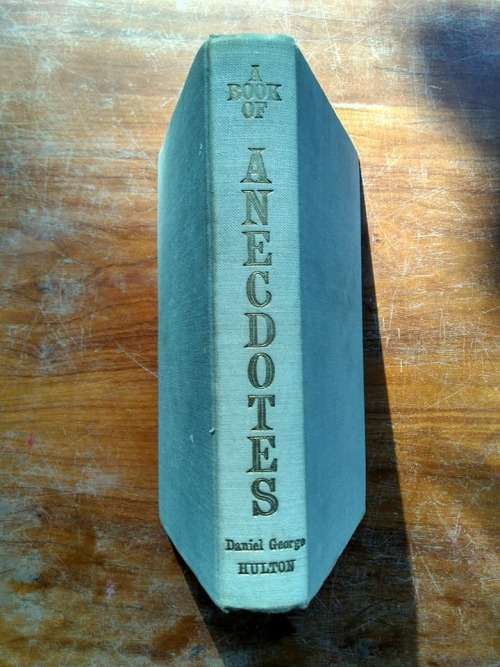 A
BOOK
OF
ANECDOTES
Daniel George
HULTON